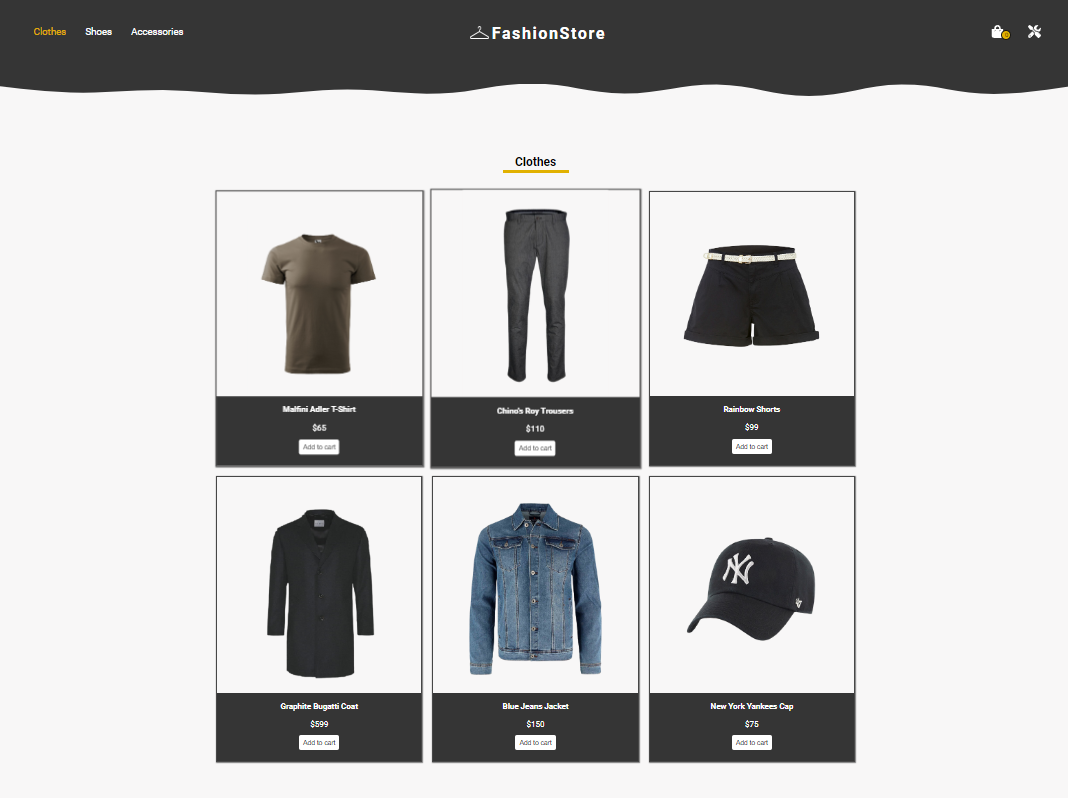 Clothes Shoes Accessories
FashionStore
Clothes
Malfini Adler T-Shirt
$65
Add to cart
Chino's Roy Trousers
$110
Add to cart
Rainbow Shorts
$99
Add to cart
Graphite Bugatti Coat
$599
Add to cart
Blue Jeans Jacket
$150
Add to cart
New York Yankees Cap
$75
Add to cart